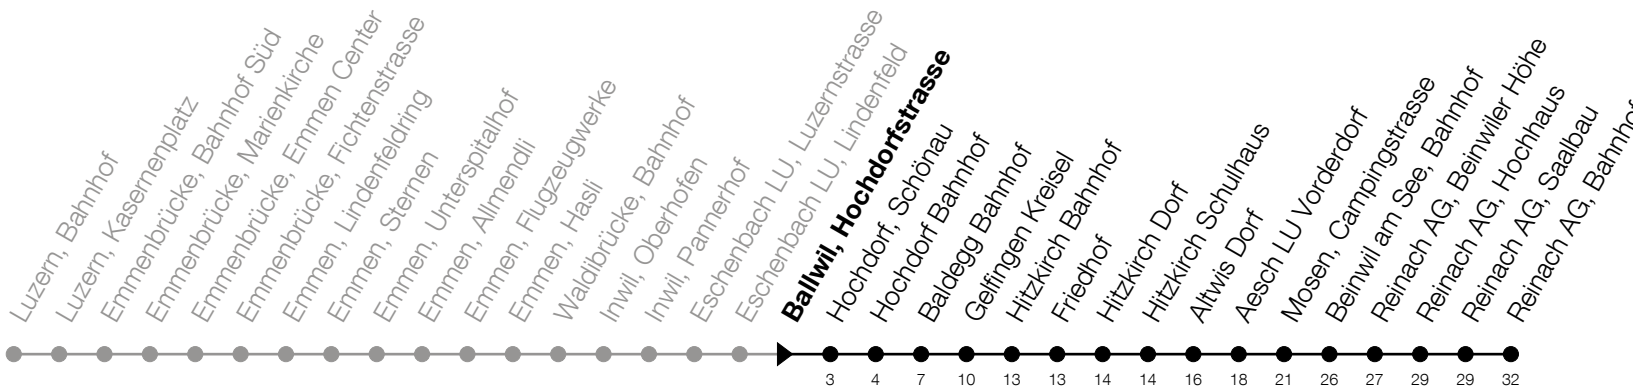 Luzern, Bahnhof
Luzern, Kasernenplatz
Emmenbrücke, Bahnhof Süd
Emmenbrücke, Marienkirche
Emmenbrücke, Emmen Center
Emmenbrücke, Fichtenstrasse
Emmen, Lindenfeldring
Emmen, Sternen
Emmen, Unterspitalhof
Emmen, Allmendli
Emmen, Flugzeugwerke
Emmen, Hasli
Waldibrücke, Bahnhof
Inwil, Oberhofen
Inwil, Pannerhof
Eschenbach LU, Luzernstrasse
Eschenbach LU, Lindenfeld
Ballwil, Hochdorfstrasse
Hochdorf, Schönau
Hochdorf Bahnhof
Baldegg Bahnhof
Gelfingen Kreisel
Hitzkirch Bahnhof
Friedhof
Hitzkirch Dorf
Hitzkirch Schulhaus
Altwis Dorf
Aesch LU Vorderdorf
Mosen, Campingstrasse
Beinwil am See, Bahnhof
Reinach AG, Beinwiler Höhe
Reinach AG, Hochhaus
Reinach AG, Saalbau
Reinach AG, Bahnhof
3 4 7 10 13 13 14 14 16 18 21 26 27 29 29 32